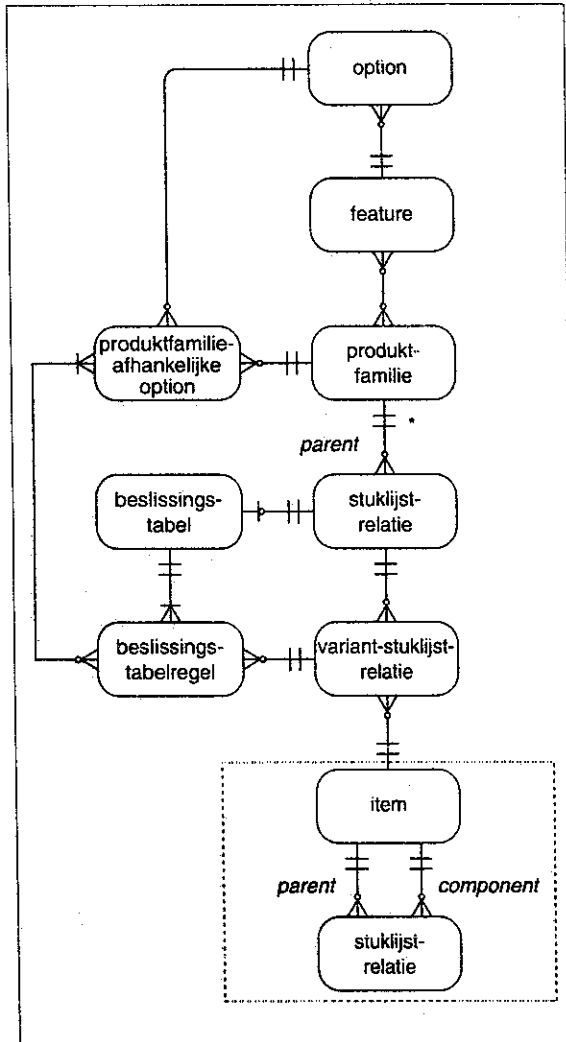 option
feature
produktfamilie-
afhankelijke
option
produkt-
familie
*
parent
beslissings-
tabel
stuklijst-
relatie
beslissings-
tabelregel
variant-stuklijst-
relatie
item
parent
component
stuklijst-
relatie